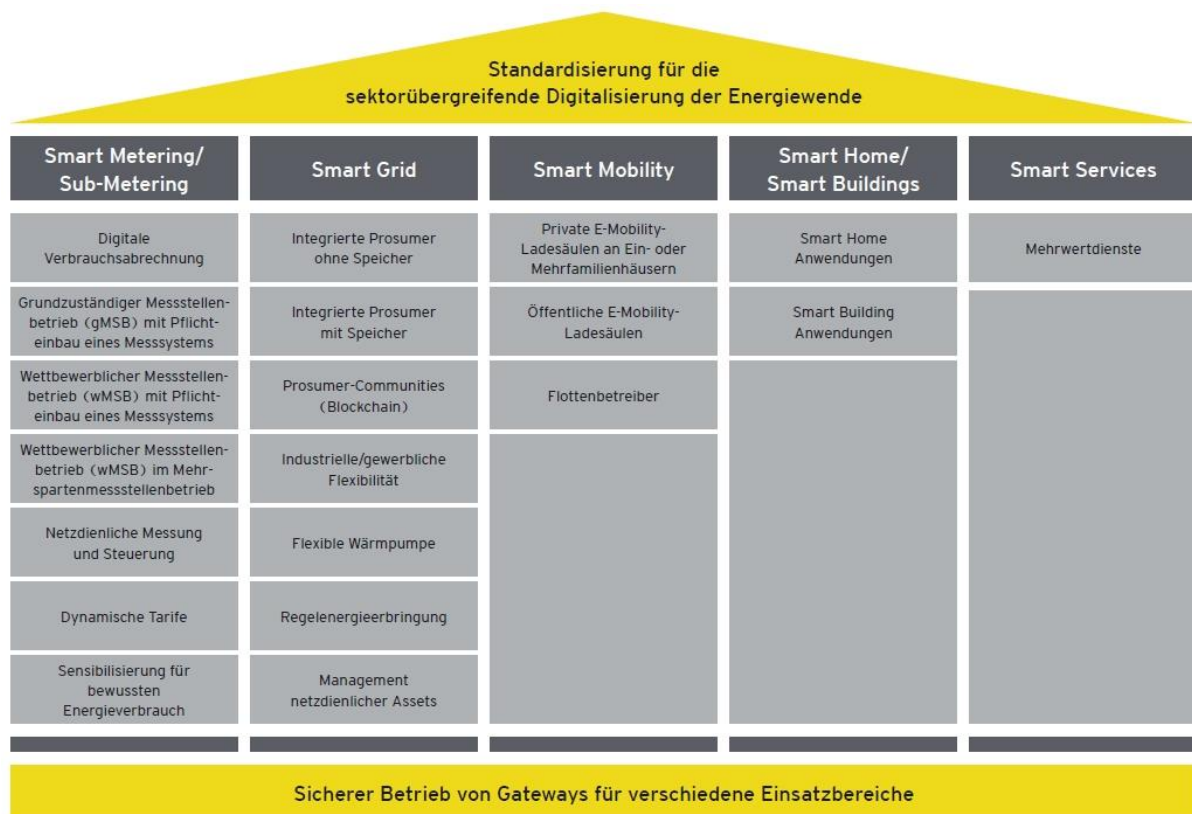 Standardisierung für die
sektorübergreifende Digitalisierung der Energiewende
Smart Metering/
Sub-Metering
Digitale
Verbrauchsabrechnung
Grundzuständiger Messstellen-
betrieb (gMSB) mit Pflicht-
einbau eines Messsystems
Wettbewerblicher Messstellen-
betrieb (wMSB) mit Pflicht-
einbau eines Messsystems
Wettbewerblicher Messstellen-
betrieb (wMSB) im Mehr-
spartenmessstellenbetrieb
Netzdienliche Messung
und Steuerung
Dynamische Tarife
Sensibilisierung für
bewussten
Energieverbrauch
Smart Grid
Integrierte Prosumer
ohne Speicher
Integrierte Prosumer
mit Speicher
Prosumer-Communities
(Blockchain)
Industrielle/gewerbliche
Flexibilität
Flexible Wärmpumpe
Regelenergieerbringung
Management
netzdienlicher Assets
Smart Mobility
Private E-Mobility-
Ladesäulen an Ein- oder
Mehrfamilienhäusern
Öffentliche E-Mobility-
Ladesäulen
Flottenbetreiber
Smart Home/
Smart Buildings
Smart Home
Anwendungen
Smart Building
Anwendungen
Smart Services
Mehrwertdienste
Sicherer Betrieb von Gateways für verschiedene Einsatzbereiche